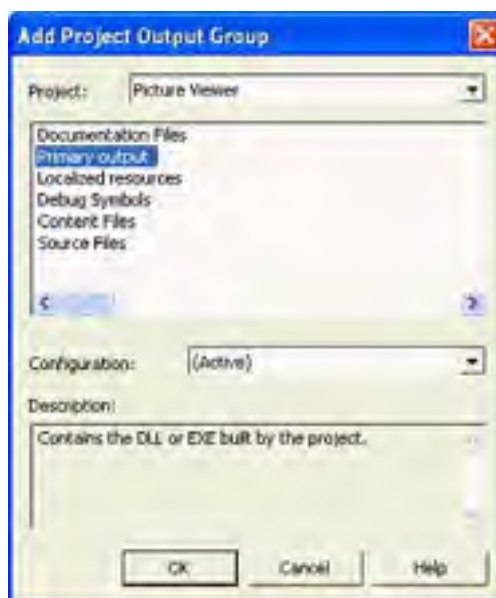 Add Project Output Group
Project: Picture Viewer
Documentation Files
Primary output
Localized resources
Debug Symbols
Content Files
Source Files
Configuration: (Active)
Description:
Contains the DLL or EXE built by the project.
OK Cancel Help